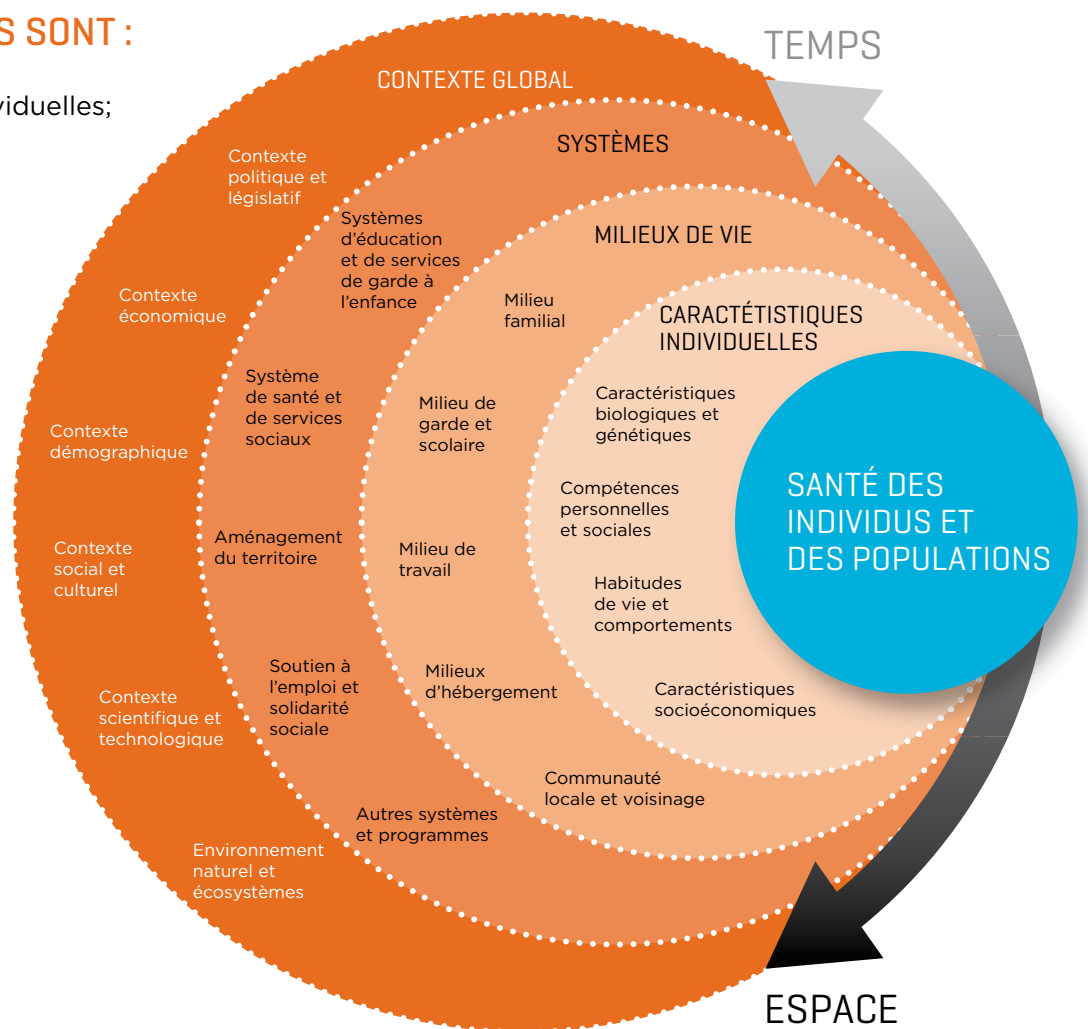 S SONT :
viduelles;
TEMPS
CONTEXTE GLOBAL
Contexte
politique et
législatif
Contexte
économique
Contexte
démographique
Contexte
social et
culturel
Contexte
scientifique et
technologique
Environnement
naturel et
écosystèmes
SYSTÈMES
Systèmes
d'éducation
et de services
de garde à
l'enfance
Système
de santé et
de services
sociaux
Aménagement
du territoire
Soutien à
l'emploi et
solidarité
sociale
Autres systèmes
et programmes
MILIEUX DE VIE
Milieu
familial
Milieu de
garde et
scolaire
Milieu de
travail
Milieux
d'hébergement
Communauté
locale et voisinage
CARACTÉTISTIQUES
INDIVIDUELLES
Caractéristiques
biologiques et
génétiques
Compétences
personnelles
et sociales
Habitudes
de vie et
comportements
Caractéristiques
socioéconomiques
SANTÉ DES
INDIVIDUS ET
DES POPULATIONS
ESPACE